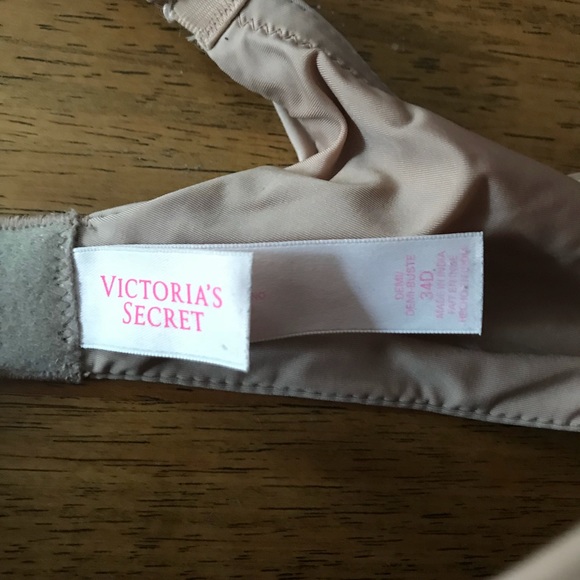 VICTORIA'S
SECRET
DEMI
DEMI-BUSTE
34D
MADE IN INDIA